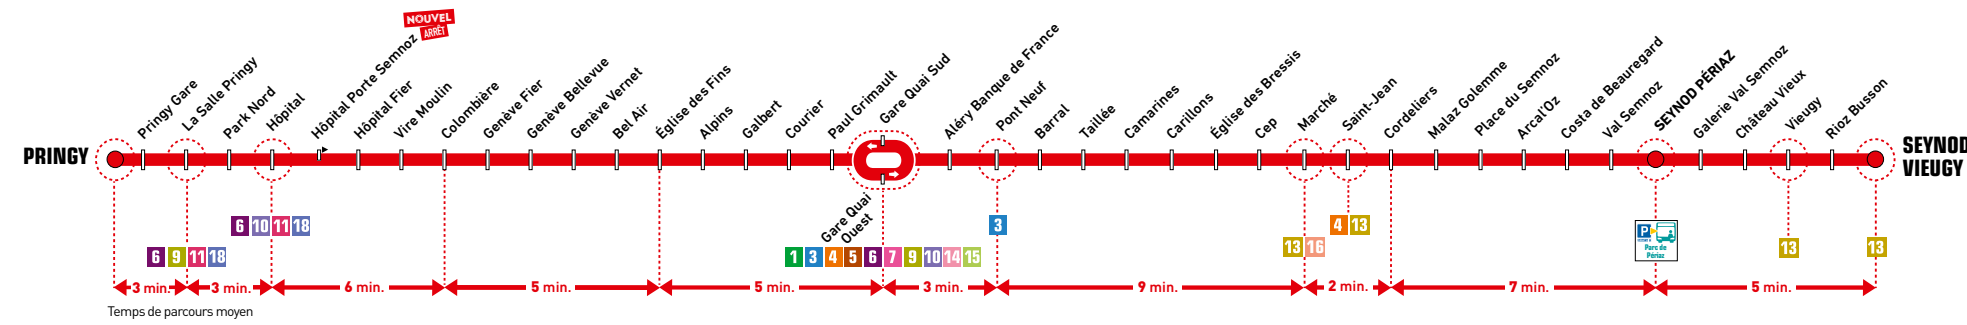 NOUVEL
ARRÊT
PRINGY
Pringy Gare
La Salle Pringy
Park Nord
Hôpital
Hôpital Porte Semnoz
Hôpital Fier
Vire Moulin
Colombière
Genève Fier
Genève Bellevue
Genève Vernet
Bel Air
Église des Fins
Alpins
Galbert
Courier
Paul Grimault
Gare Quai Sud
Gare Quai
Ouest
Aléry Banque de France
Pont Neuf
Barral
Taillée
Camarines
Carillons
Église des Bressis
Cep
Marché
Saint-Jean
Cordeliers
Malaz Golemme
Place du Semnoz
Arcal'Oz
Costa de Beauregard
Val Semnoz
SEYNOD PÉRIAZ
Galerie Val Semnoz
Château Vieux
Vieugy
Rioz Busson
SEYNOD
VIEUGY
6 9 11 18
6 10 11 18
1 3 4 5 6 7 9 10 14 15
3
13 16
4 13
P
Parc de
Périaz
13
13
3 min.
3 min.
6 min.
5 min.
5 min.
3 min.
9 min.
2 min.
7 min.
5 min.
Temps de parcours moyen